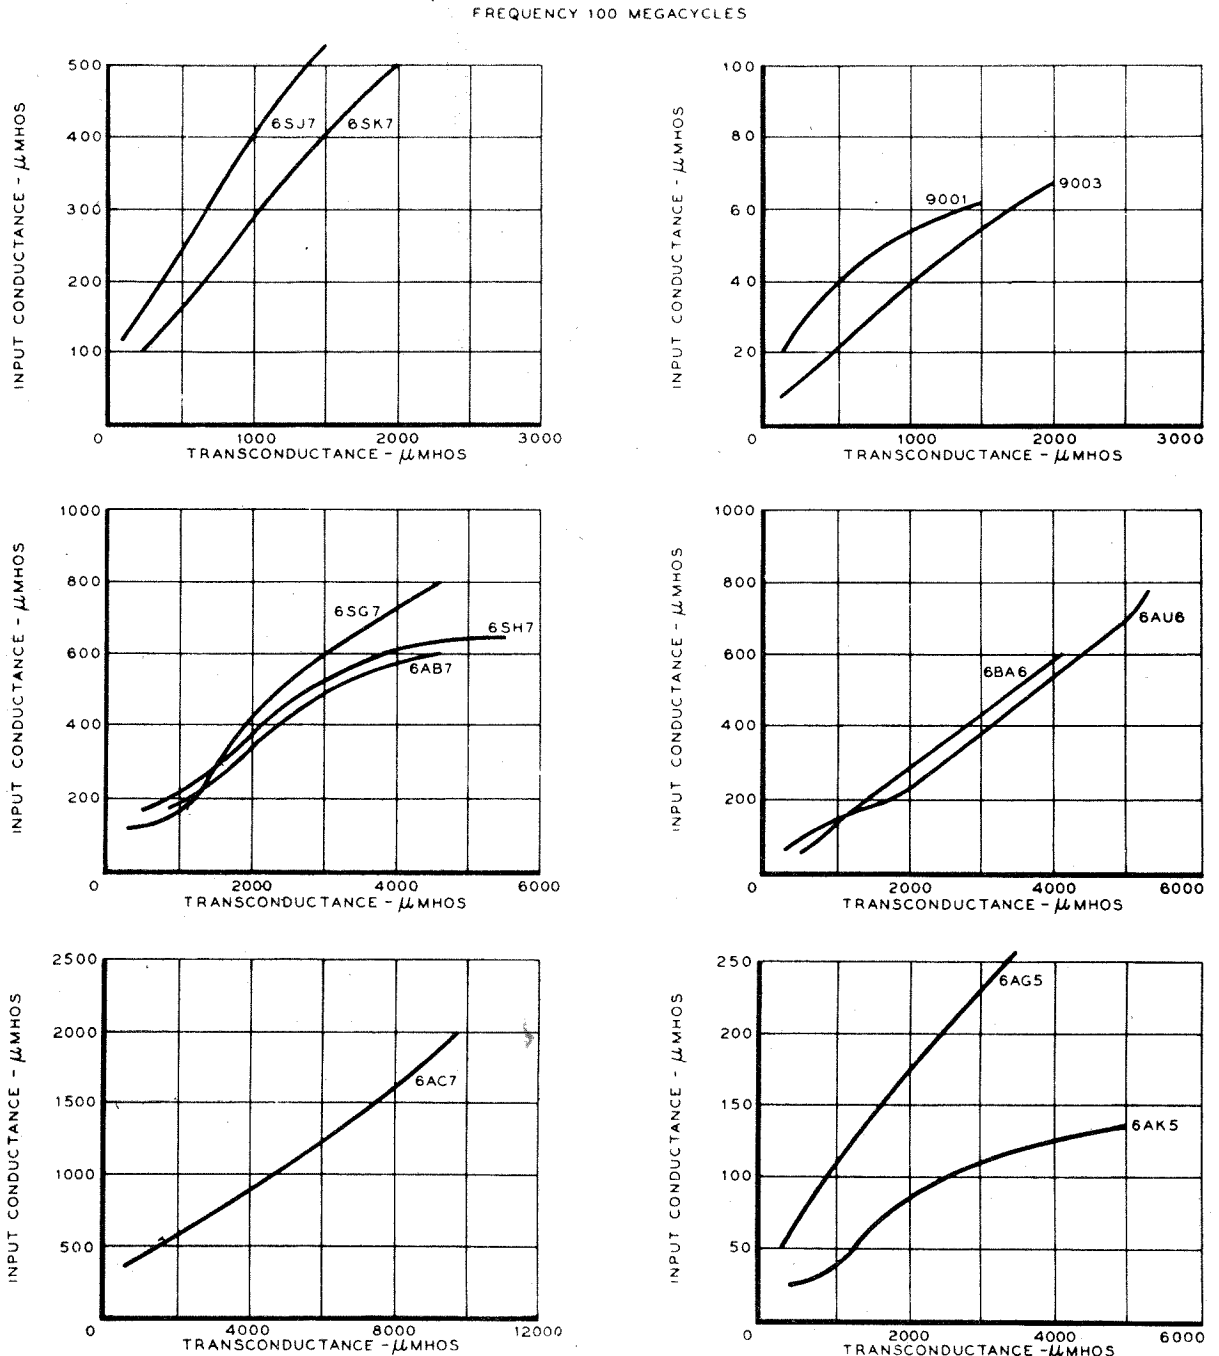 FREQUENCY 100 MEGACYCLES
INPUT CONDUCTANCE - μMHOS
500
400
300
200
100
0
1000
2000
3000
TRANSCONDUCTANCE - μMHOS
6SJ7
6SK7
INPUT CONDUCTANCE - μMHOS
100
80
60
40
20
0
1000
2000
3000
TRANSCONDUCTANCE - μMHOS
9001
9003
INPUT CONDUCTANCE - μMHOS
1000
800
600
400
200
0
2000
4000
6000
TRANSCONDUCTANCE - μMHOS
6SG7
6SH7
6AB7
INPUT CONDUCTANCE - μMHOS
1000
800
600
400
200
0
2000
4000
6000
TRANSCONDUCTANCE - μMHOS
6BA6
6AU6
INPUT CONDUCTANCE - μMHOS
2500
2000
1500
1000
500
0
4000
8000
12000
TRANSCONDUCTANCE - μMHOS
6AC7
INPUT CONDUCTANCE - μMHOS
250
200
150
100
50
0
2000
4000
6000
TRANSCONDUCTANCE - μMHOS
6AG5
6AK5